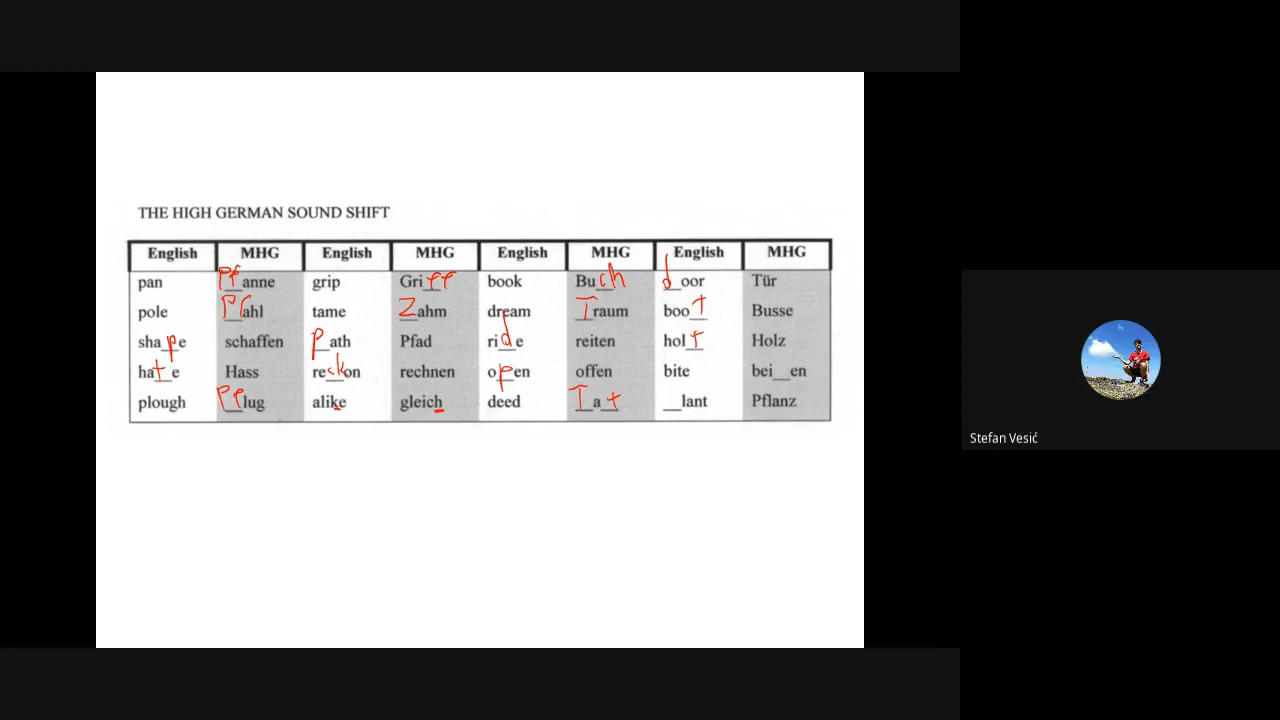 THE HIGH GERMAN SOUND SHIFT
English MHG English MHG English MHG English MHG
pan Pfanne grip Griff book Buch door Tür
pole Pfahl tame Zahm dream Traum boot Busse
shape schaffen path Pfad ride reiten holt Holz
hate Hass reckon rechnen open offen bite bei__en
plough Pflug alike gleich deed Tat __lant Pflanz
Stefan Vesić